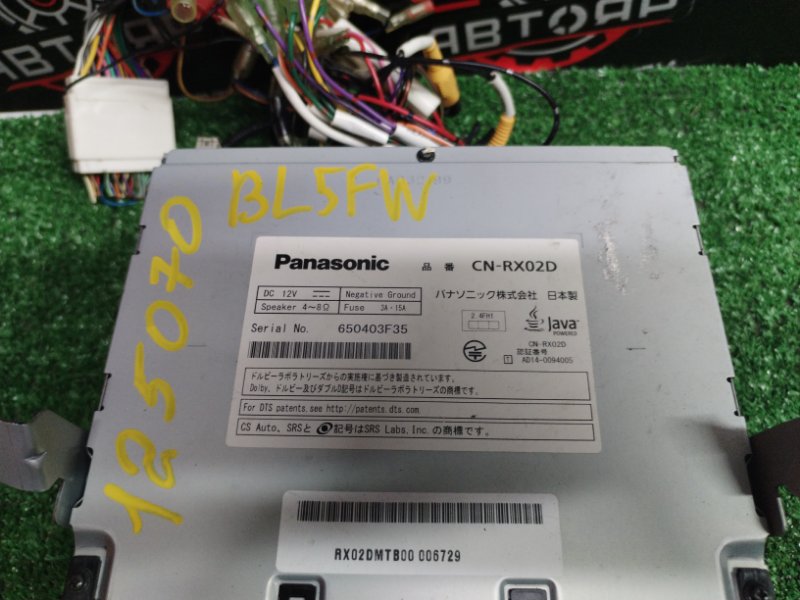 АВТОЯР
АВТОЯР
BL5FW
125070
Panasonic 品番 CN-RX02D
DC 12V Negative Ground
Speaker 4~8Ω Fuse 3A・15A
パナソニック株式会社 日本製
Serial No. 650403F35
2.4FH1
Java
POWERED
CN-RX02D
認証番号
T AD14-0094005
ドルビーラボラトリーズからの実施権に基づき製造されています。
Dolby、ドルビー及びダブルD記号はドルビーラボラトリーズの商標です。
For DTS patents, see http://patents.dts.com
CS Auto、SRSと 記号はSRS Labs, Inc. の商標です。
RX02DMTB00 006729